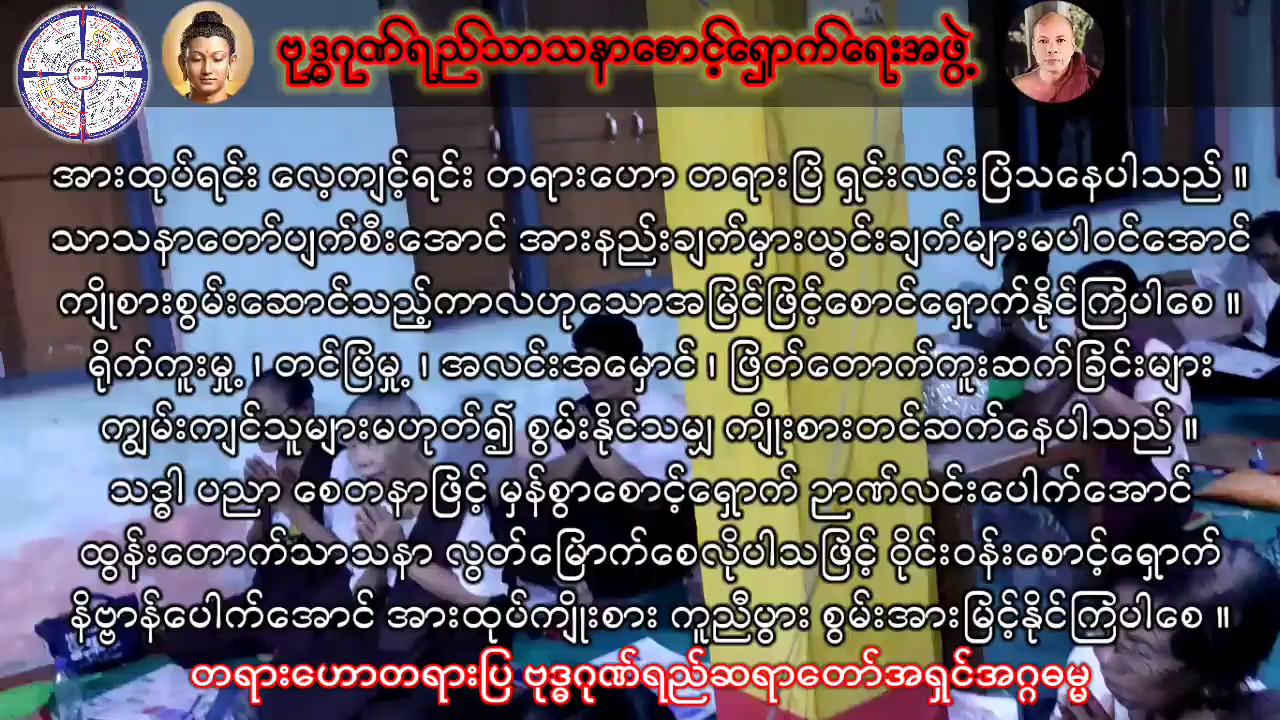 ဗုဒ္ဓဂုဏ်ရည်သာသနာစောင့်ရှောက်ရေးအဖွဲ့
အားထုပ်ရင်း လေ့ကျင့်ရင်း တရားဟော တရားပြ ရှင်းလင်းပြသနေပါသည် ။
သာသနာတော်ပျက်စီးအောင် အားနည်းချက်မှားယွင်းချက်များမပါဝင်အောင်
ကျိုစားစွမ်းဆောင်သည့်ကာလဟုသောအမြင်ဖြင့်စောင်ရှောက်နိုင်ကြပါစေ ။
ရိုက်ကူးမှု့ ၊ တင်ပြမှု့ ၊ အလင်းအမှောင် ၊ ဖြတ်တောက်ကူးဆက်ခြင်းများ
ကျွမ်းကျင်သူများမဟုတ်၍ စွမ်းနိုင်သမျှ ကျိုးစားတင်ဆက်နေပါသည် ။
သဒ္ဓါ ပညာ စေတနာဖြင့် မှန်စွာစောင့်ရှောက် ဉာဏ်လင်းပေါက်အောင်
ထွန်းတောက်သာသနာ လွတ်မြောက်စေလိုပါသဖြင့် ဝိုင်းဝန်းစောင့်ရှောက်
နိဗ္ဗာန်ပေါက်အောင် အားထုပ်ကျိုးစား ကူညီပွား စွမ်းအားမြင့်နိုင်ကြပါစေ ။
တရားဟောတရားပြ ဗုဒ္ဓဂုဏ်ရည်ဆရာတော်အရှင်အဂ္ဂဓမ္မ